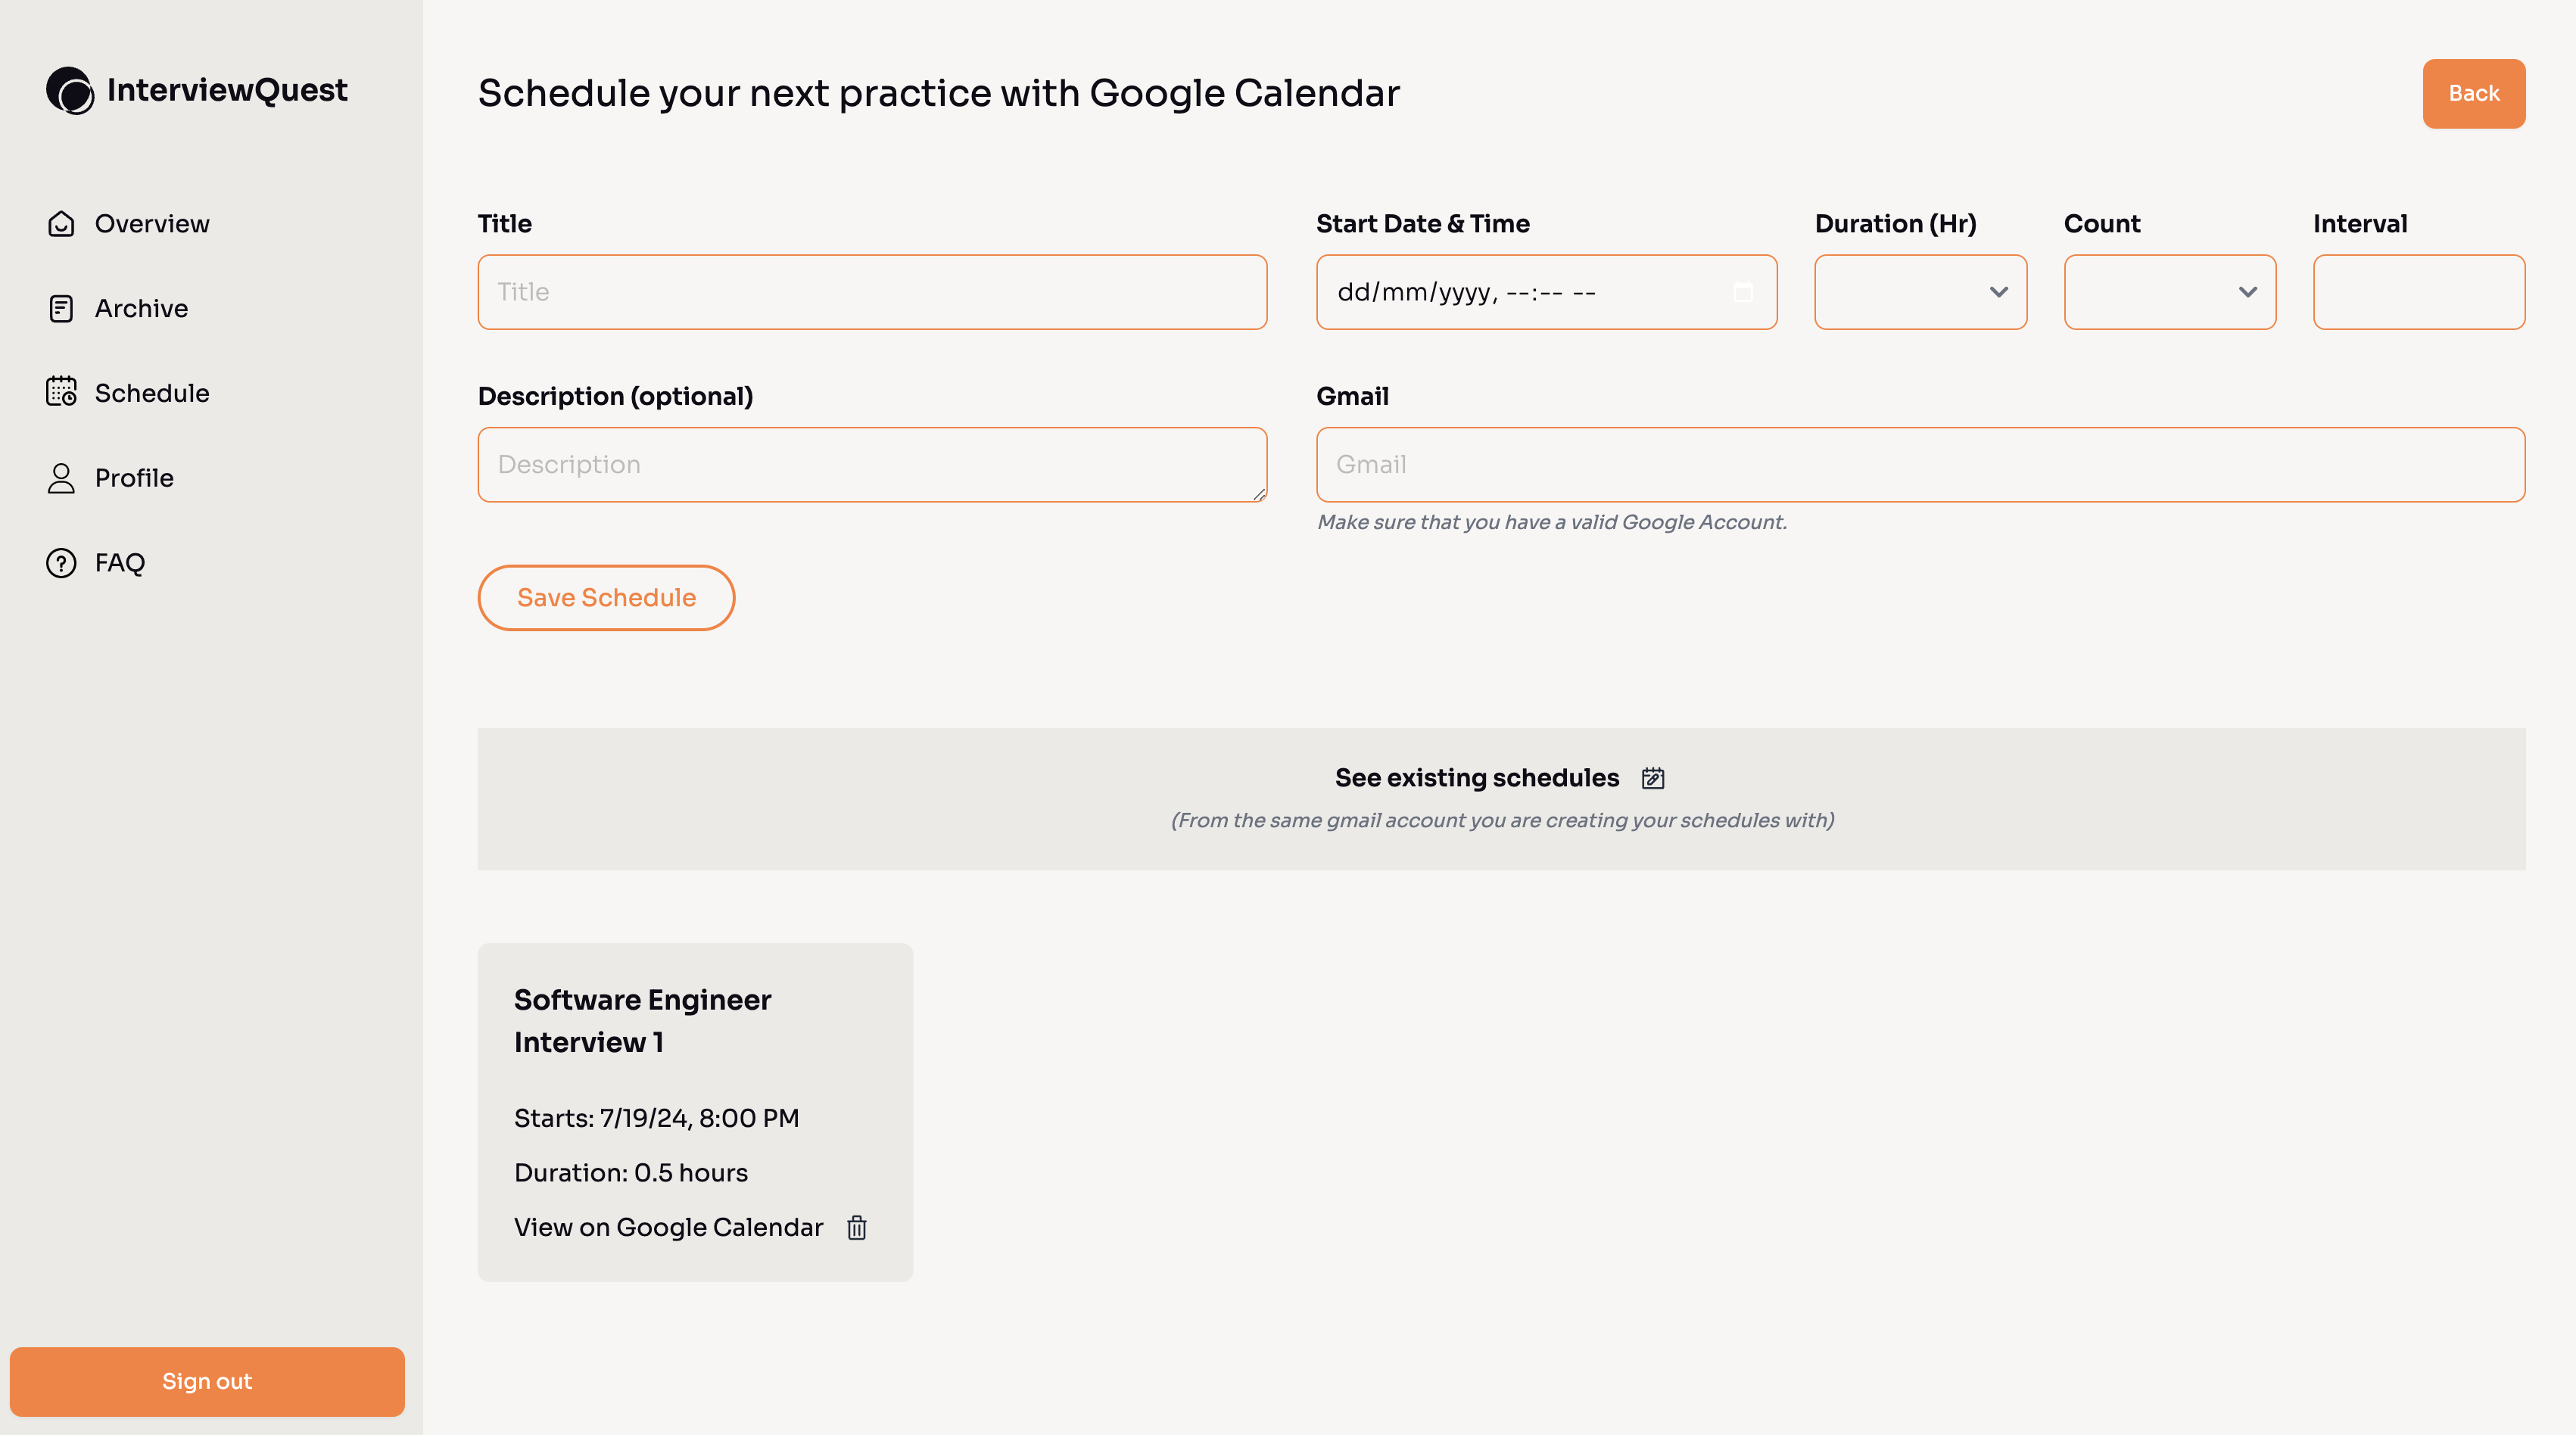 InterviewQuest
Overview
Archive
Schedule
Profile
FAQ
Sign out
Schedule your next practice with Google Calendar
Back
Title
Start Date & Time
Duration (Hr)
Count
Interval
Title
dd/mm/yyyy, --:-- --
Description (optional)
Gmail
Description
Gmail
Make sure that you have a valid Google Account.
Save Schedule
See existing schedules
(From the same gmail account you are creating your schedules with)
Software Engineer
Interview 1
Starts: 7/19/24, 8:00 PM
Duration: 0.5 hours
View on Google Calendar